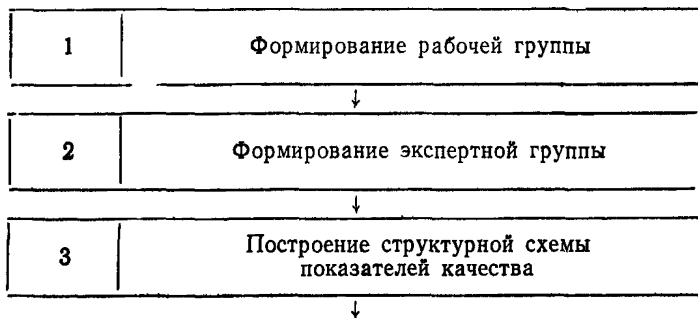 1 Формирование рабочей группы
↓
2 Формирование экспертной группы
↓
3 Построение структурной схемы
показателей качества
↓